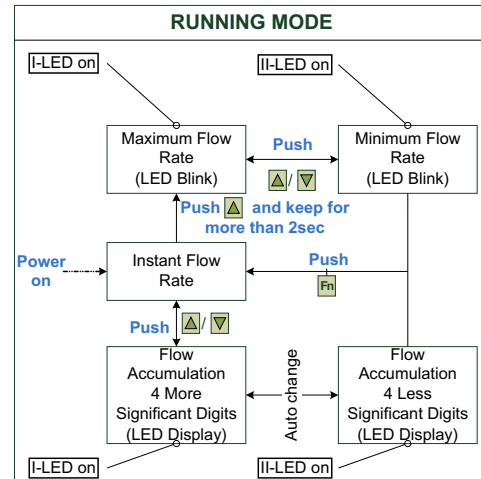 RUNNING MODE
I-LED on
II-LED on
Maximum Flow
Rate
(LED Blink)
Push
/
Minimum Flow
Rate
(LED Blink)
Push and keep for
more than 2sec
Power
on
Instant Flow
Rate
Push
Fn
Push
/
Flow
Accumulation
4 More
Significant Digits
(LED Display)
Auto change
Flow
Accumulation
4 Less
Significant Digits
(LED Display)
I-LED on
II-LED on